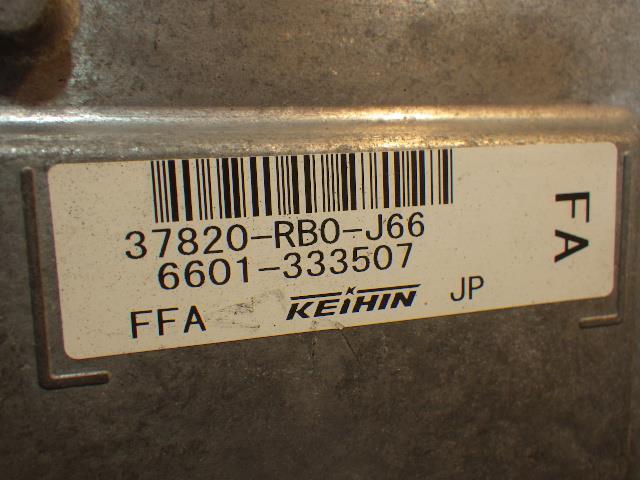 37820-RB0-J66
6601-333507
FFA KEIHIN JP
FA